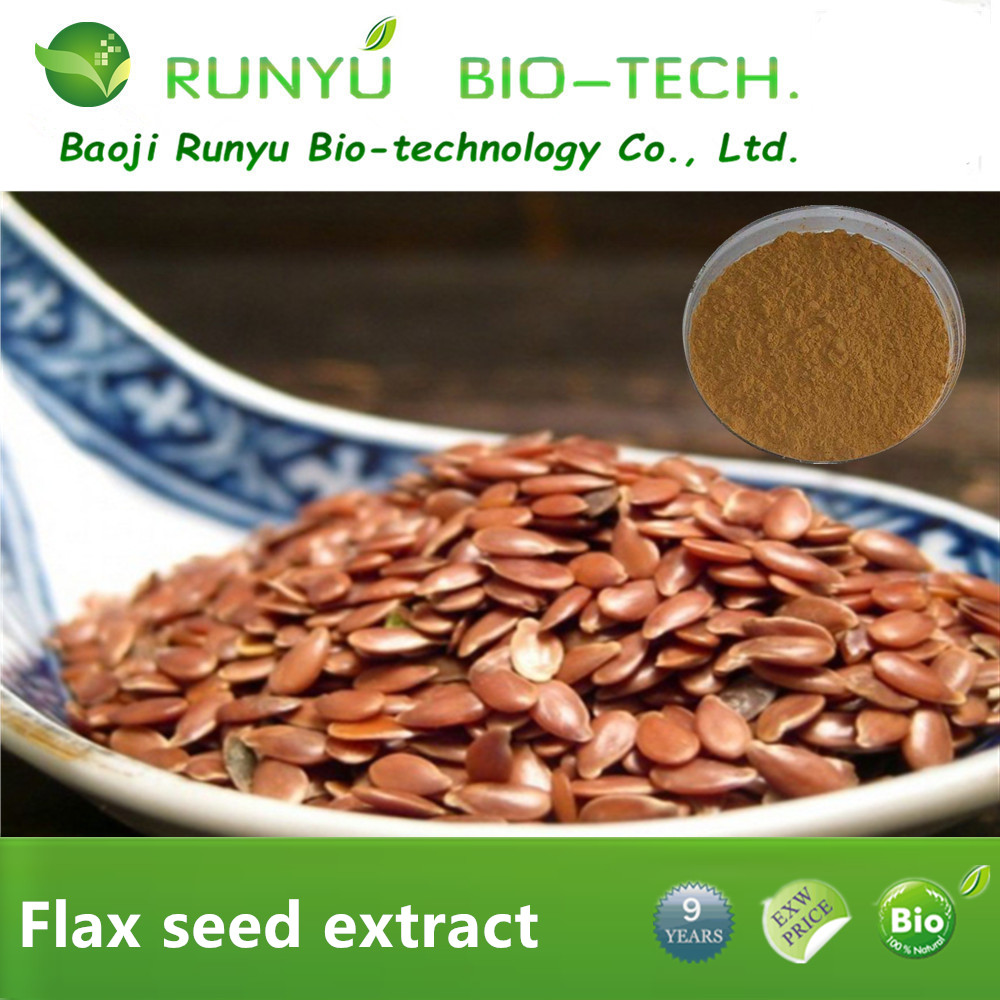 RUNYU BIO-TECH.
Baoji Runyu Bio-technology Co., Ltd.
Flax seed extract
9
YEARS
EXW
PRICE
Bio
100% Natural